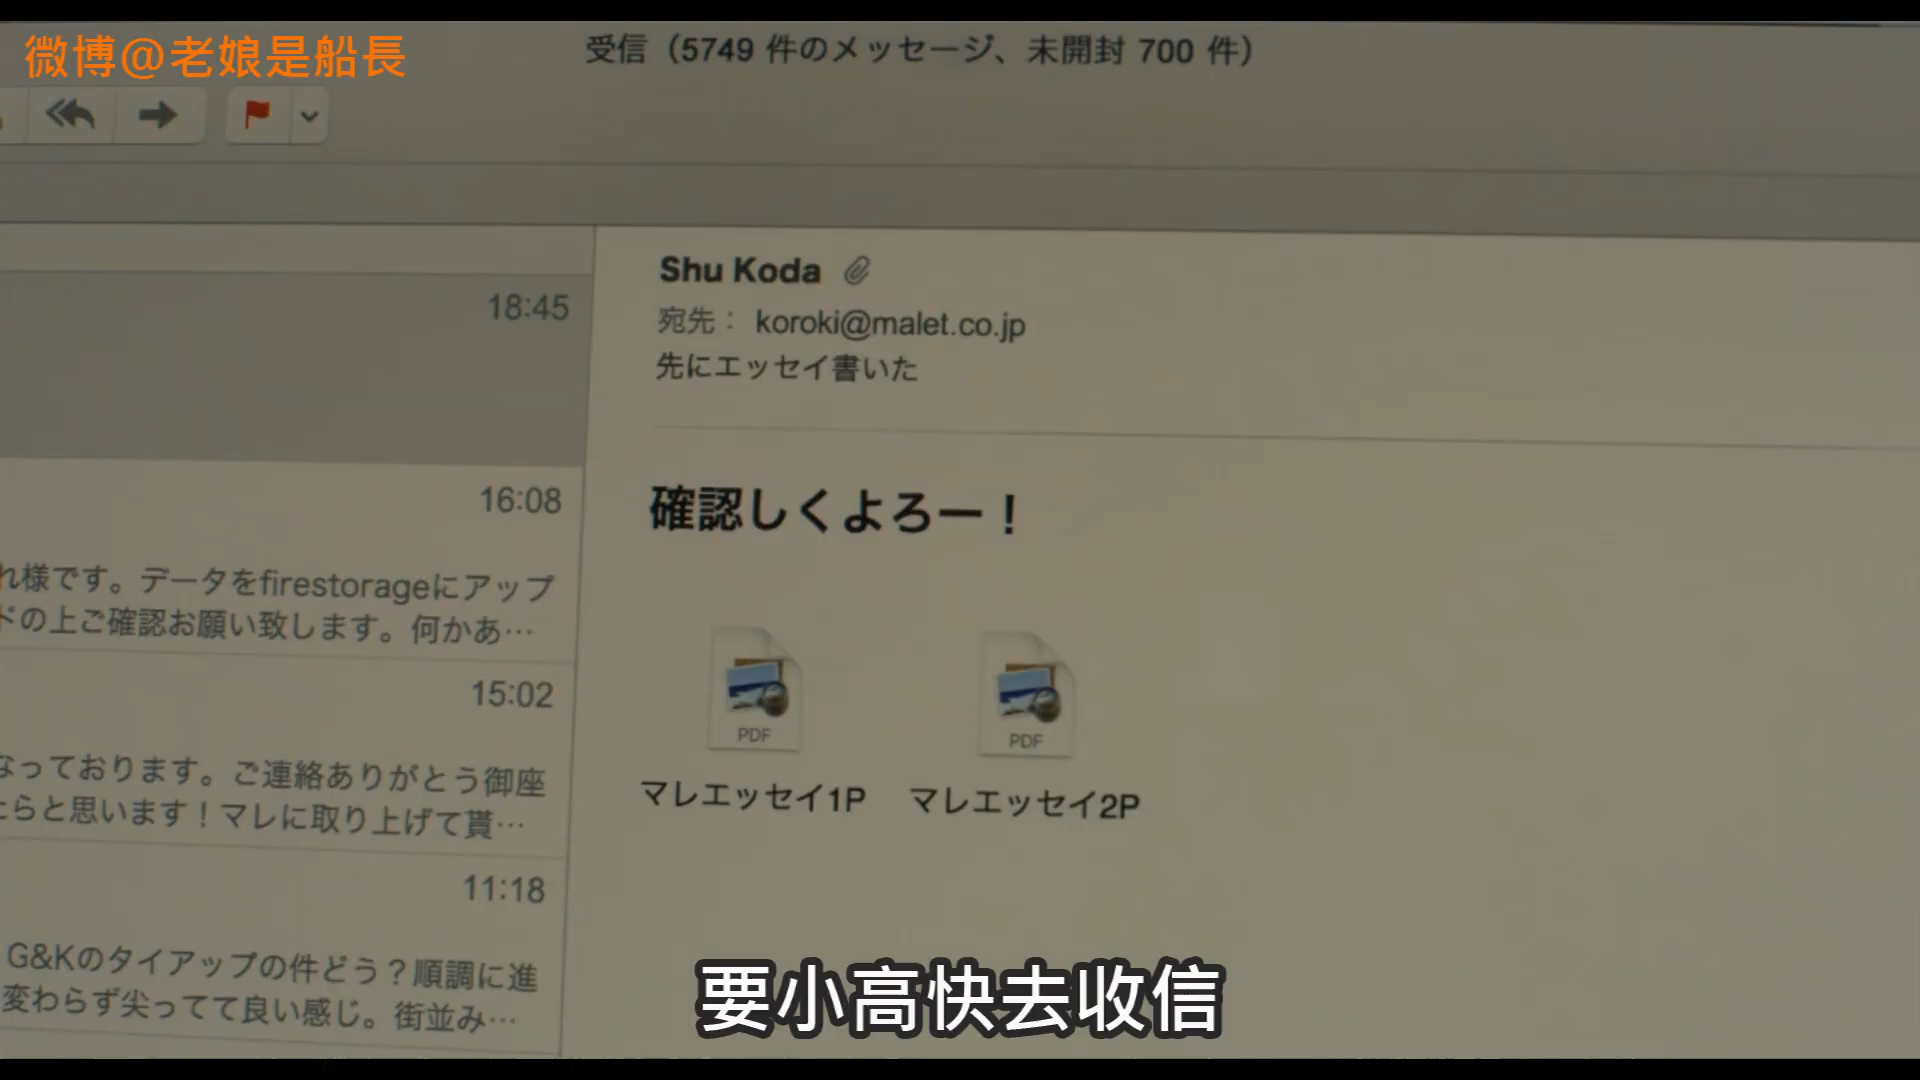 微博@老娘是船長
受信（5749 件のメッセージ、未開封 700 件）
18:45
16:08
れ様です。データをfirestorageにアップ
ドの上ご確認お願い致します。何かあ…
15:02
なっております。ご連絡ありがとう御座
たらと思います！マレに取り上げて貰…
11:18
G&Kのタイアップの件どう？順調に進
変わらず尖ってて良い感じ。街並み…
Shu Koda
宛先： koroki@malet.co.jp
先にエッセイ書いた
確認しくよろー！
PDF
PDF
マレエッセイ1P
マレエッセイ2P
要小高快去收信